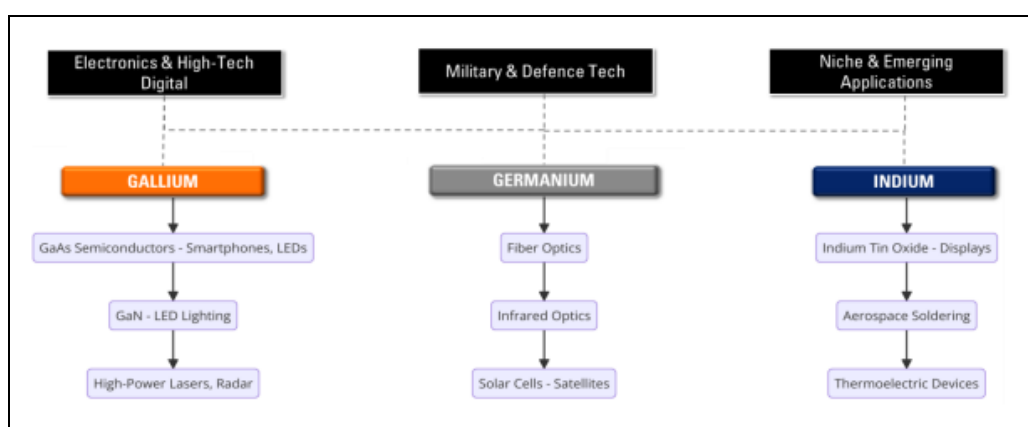 Electronics & High-Tech
Digital
Military & Defence Tech
Niche & Emerging
Applications
GALLIUM
GERMANIUM
INDIUM
GaAs Semiconductors - Smartphones, LEDs
Fiber Optics
Indium Tin Oxide - Displays
GaN - LED Lighting
Infrared Optics
Aerospace Soldering
High-Power Lasers, Radar
Solar Cells - Satellites
Thermoelectric Devices